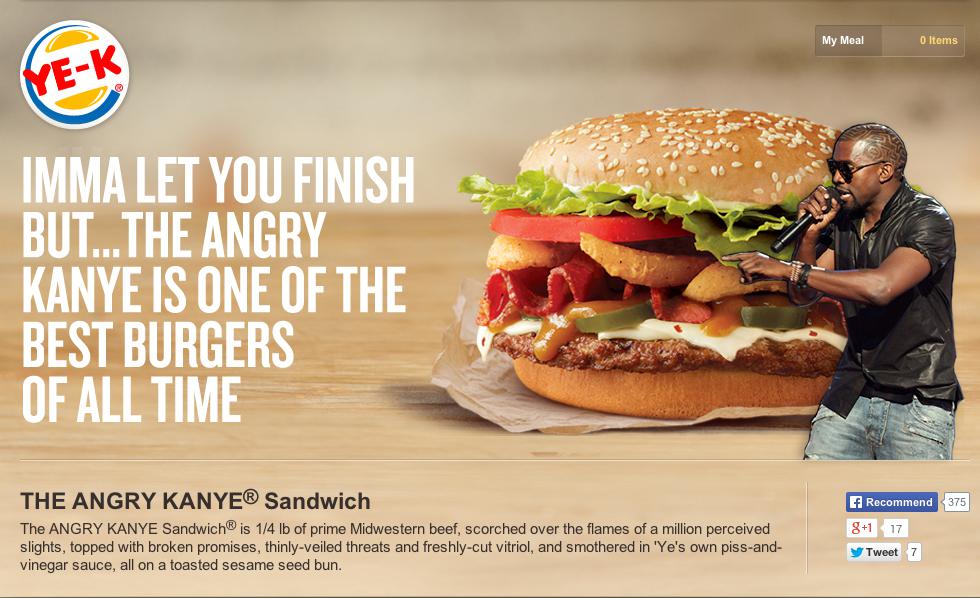 YE-K
®
My Meal
0 Items
IMMA LET YOU FINISH
BUT...THE ANGRY
KANYE IS ONE OF THE
BEST BURGERS
OF ALL TIME
THE ANGRY KANYE® Sandwich
The ANGRY KANYE Sandwich® is 1/4 lb of prime Midwestern beef, scorched over the flames of a million perceived
slights, topped with broken promises, thinly-veiled threats and freshly-cut vitriol, and smothered in 'Ye's own piss-and-
vinegar sauce, all on a toasted sesame seed bun.
f Recommend 375
g+1 17
Tweet 7